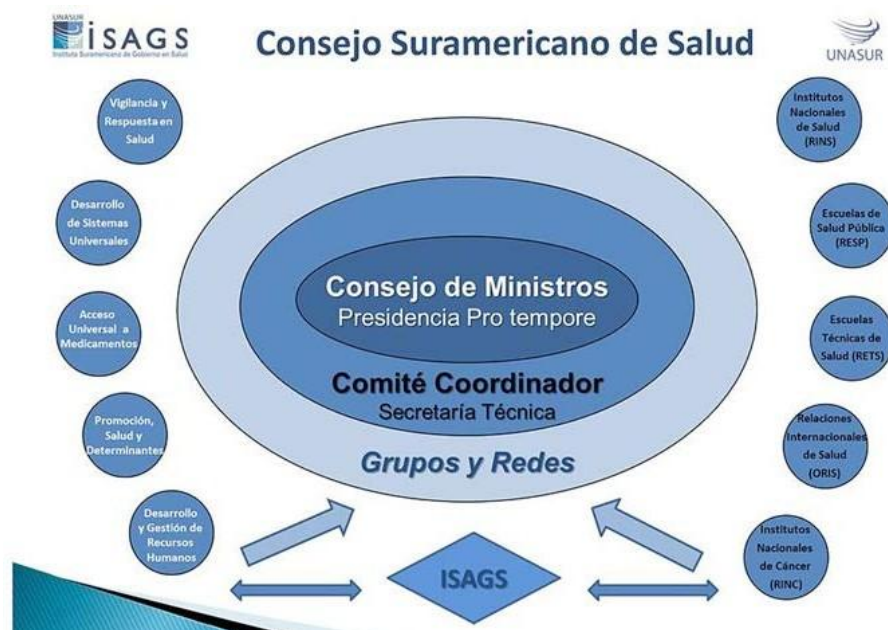 UNASUR
iSAGS
Instituto Suramericano de Gobierno en Salud
Consejo Suramericano de Salud
UNASUR
Vigilancia y
Respuesta en
Salud
Desarrollo
de Sistemas
Universales
Acceso
Universal a
Medicamentos
Promoción,
Salud y
Determinantes
Desarrollo
y Gestión de
Recursos
Humanos
Consejo de Ministros
Presidencia Pro tempore
Comité Coordinador
Secretaría Técnica
Grupos y Redes
ISAGS
Institutos
Nacionales
de Salud
(RINS)
Escuelas de
Salud Pública
(RESP)
Escuelas
Técnicas de
Salud (RETS)
Relaciones
Internacionales
de Salud
(ORIS)
Institutos
Nacionales
de Cáncer
(RINC)